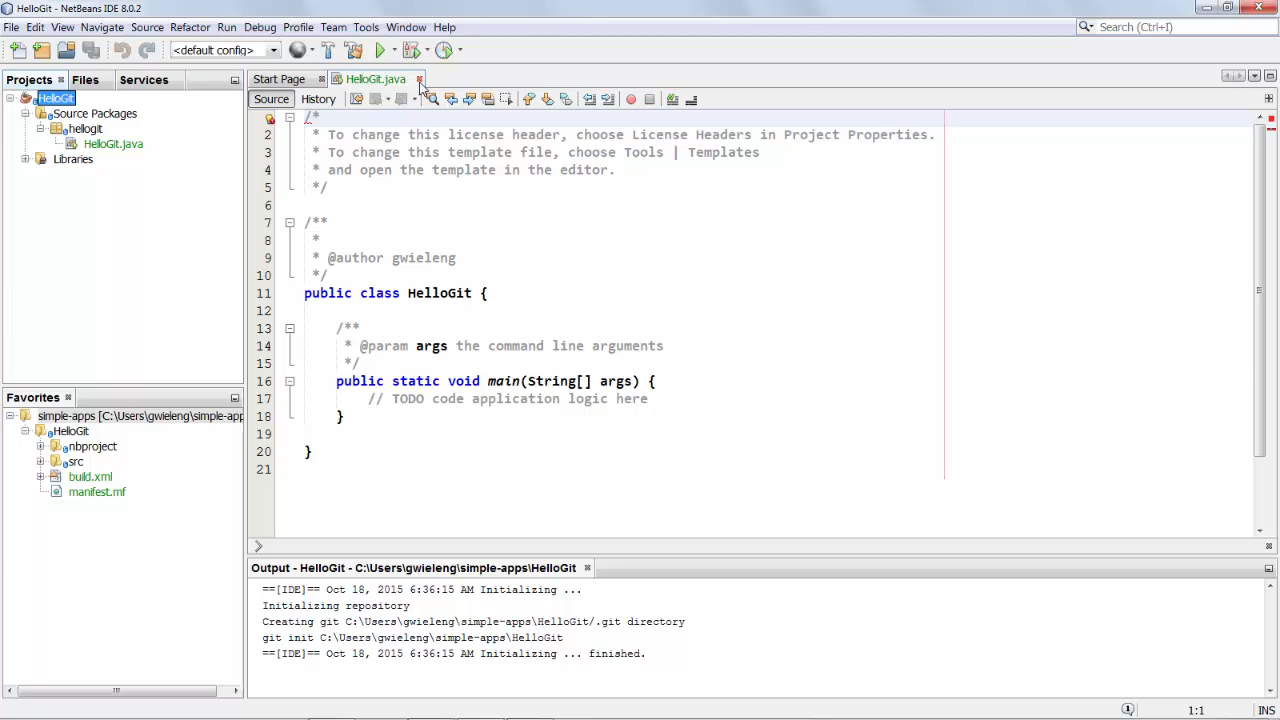 HelloGit - NetBeans IDE 8.0.2
File Edit View Navigate Source Refactor Run Debug Profile Team Tools Window Help
Search (Ctrl+I)
<default config>
Projects Files Services
Start Page HelloGit.java
Source History
HelloGit
Source Packages
hellogit
HelloGit.java
Libraries
Favorites
simple-apps [C:\Users\gwieleng\simple-app
HelloGit
nbproject
src
build.xml
manifest.mf
/*
2 * To change this license header, choose License Headers in Project Properties.
3 * To change this template file, choose Tools | Templates
4 * and open the template in the editor.
5 */
6
7 /**
8 *
9 * @author gwieleng
10 */
11 public class HelloGit {
12
13 /**
14 * @param args the command line arguments
15 */
16 public static void main(String[] args) {
17 // TODO code application logic here
18 }
19
20 }
21
Output - HelloGit - C:\Users\gwieleng\simple-apps\HelloGit
==[IDE]== Oct 18, 2015 6:36:15 AM Initializing ...
Initializing repository
Creating git C:\Users\gwieleng\simple-apps\HelloGit/.git directory
git init C:\Users\gwieleng\simple-apps\HelloGit
==[IDE]== Oct 18, 2015 6:36:15 AM Initializing ... finished.
1:1 INS